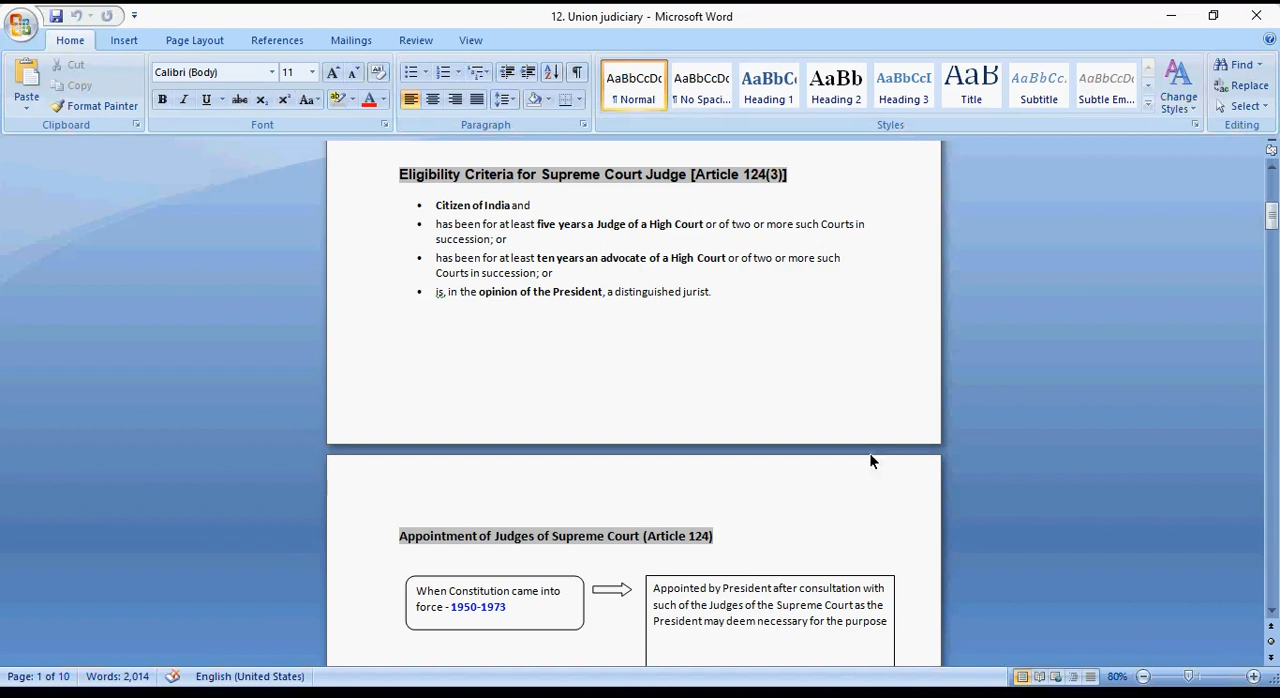 12. Union judiciary - Microsoft Word
Home Insert Page Layout References Mailings Review View
Paste
Cut
Copy
Format Painter
Clipboard
Calibri (Body) 11
B I U abc X₂ X² Aa
Font
Paragraph
AaBbCcDc AaBbCcDc AaBbCc AaBb AaBbCcI AaB AaBbCc. AaBbCcDc
¶ Normal ¶ No Spaci... Heading 1 Heading 2 Heading 3 Title Subtitle Subtle Em...
Change
Styles
Styles
Find
Replace
Select
Editing
Eligibility Criteria for Supreme Court Judge [Article 124(3)]
• Citizen of India and
• has been for at least five years a Judge of a High Court or of two or more such Courts in
succession; or
• has been for at least ten years an advocate of a High Court or of two or more such
Courts in succession; or
• is, in the opinion of the President, a distinguished jurist.
Appointment of Judges of Supreme Court (Article 124)
When Constitution came into
force - 1950-1973
Appointed by President after consultation with
such of the Judges of the Supreme Court as the
President may deem necessary for the purpose
Page: 1 of 10 Words: 2,014 English (United States) 80%